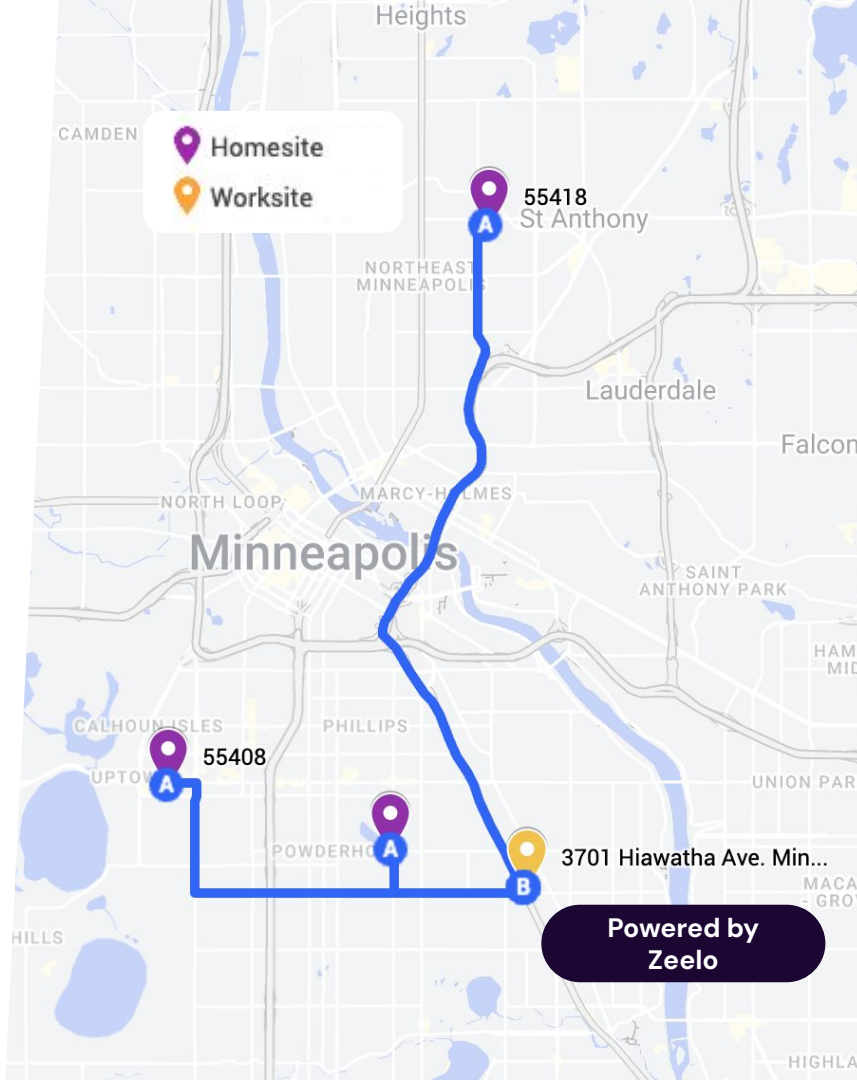 Heights
CAMDEN
Homesite
Worksite
55418
St Anthony
NORTHEAST
MINNEAPOLIS
Lauderdale
Falcon
NORTH LOOP
MARCY-HOLMES
Minneapolis
SAINT
ANTHONY PARK
HAM
MID
CALHOUN ISLES
PHILLIPS
55408
UPTOW
UNION PAR
POWDERHO
A
A
A
B
3701 Hiawatha Ave. Min...
MACA
- GROV
Powered by
Zeelo
HILLS
HIGHLA